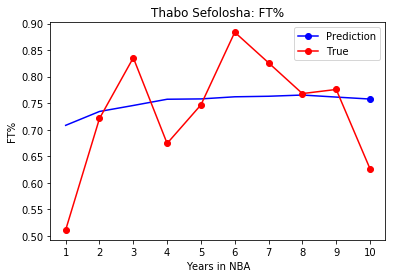 Thabo Sefolosha: FT%
Prediction
True
FT%
0.90
0.85
0.80
0.75
0.70
0.65
0.60
0.55
0.50
1 2 3 4 5 6 7 8 9 10
Years in NBA